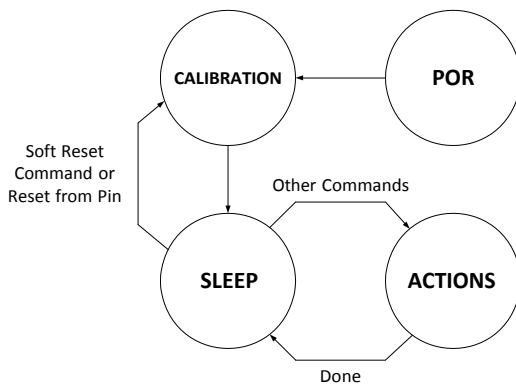 CALIBRATION
POR
Soft Reset
Command or
Reset from Pin
Other Commands
SLEEP
ACTIONS
Done